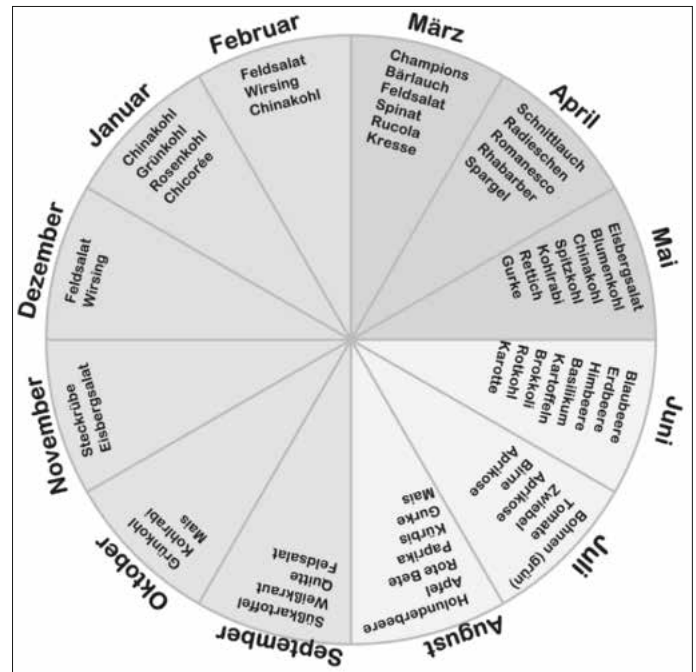 Januar
Chinakohl
Grünkohl
Rosenkohl
Chicorée
Februar
Feldsalat
Wirsing
Chinakohl
März
Champions
Bärlauch
Feldsalat
Spinat
Rucola
Kresse
April
Schnittlauch
Radieschen
Romanesco
Rhabarber
Spargel
Mai
Eisbergsalat
Blumenkohl
Chinakohl
Spitzkohl
Kohlrabi
Rettich
Gurke
Juni
Blaubeere
Erdbeere
Himbeere
Basilikum
Kartoffeln
Brokkoli
Rotkohl
Karotte
Juli
Bohnen (grün)
Tomate
Zwiebel
Aprikose
Birne
Aprikose
August
Holunderbeere
Apfel
Rote Bete
Paprika
Kürbis
Gurke
Mais
September
Süßkartoffel
Weißkraut
Quitte
Feldsalat
Oktober
Grünkohl
Kohlrabi
Mais
November
Steckrübe
Eisbergsalat
Dezember
Feldsalat
Wirsing